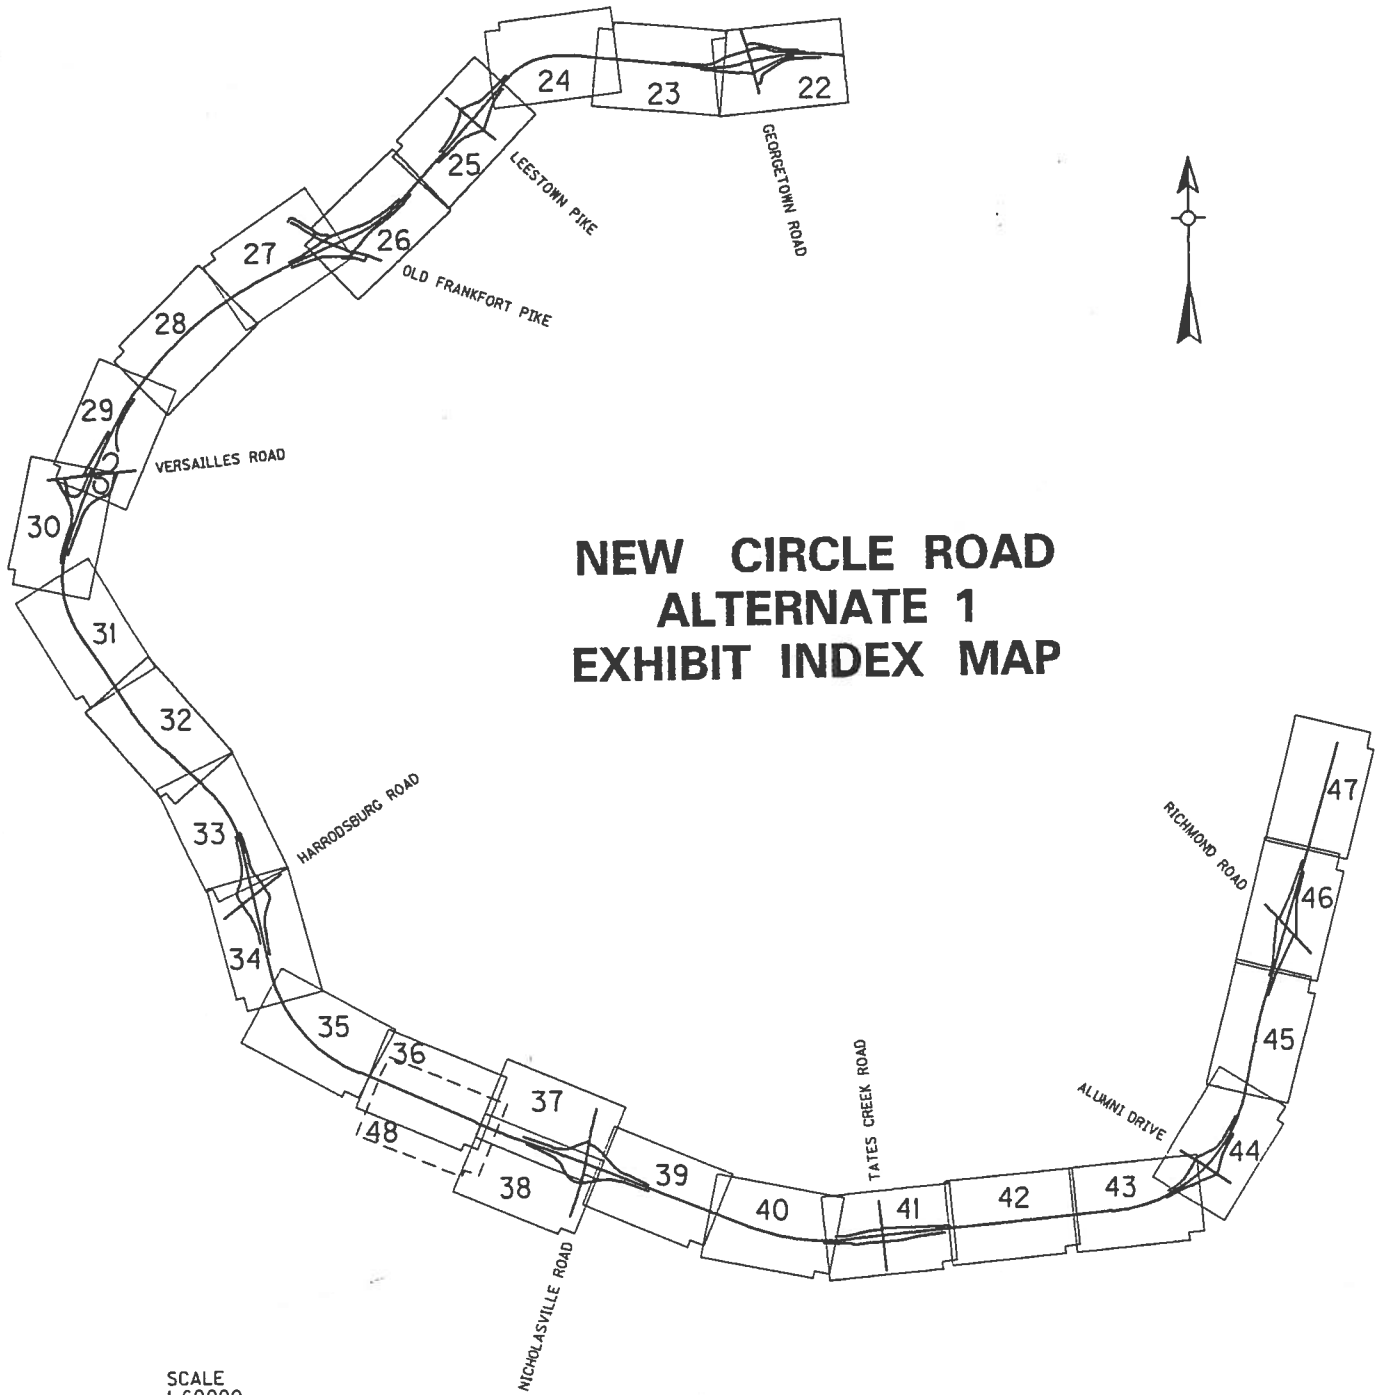 24
23
22
25
LEESTOWN PIKE
GEORGETOWN ROAD
26
27
OLD FRANKFORT PIKE
28
29
VERSAILLES ROAD
30
NEW CIRCLE ROAD
ALTERNATE 1
EXHIBIT INDEX MAP
31
32
33
HARRODSBURG ROAD
34
35
36
48
37
38
NICHOLASVILLE ROAD
39
40
TATES CREEK ROAD
41
42
43
ALUMNI DRIVE
44
45
RICHMOND ROAD
46
47
SCALE